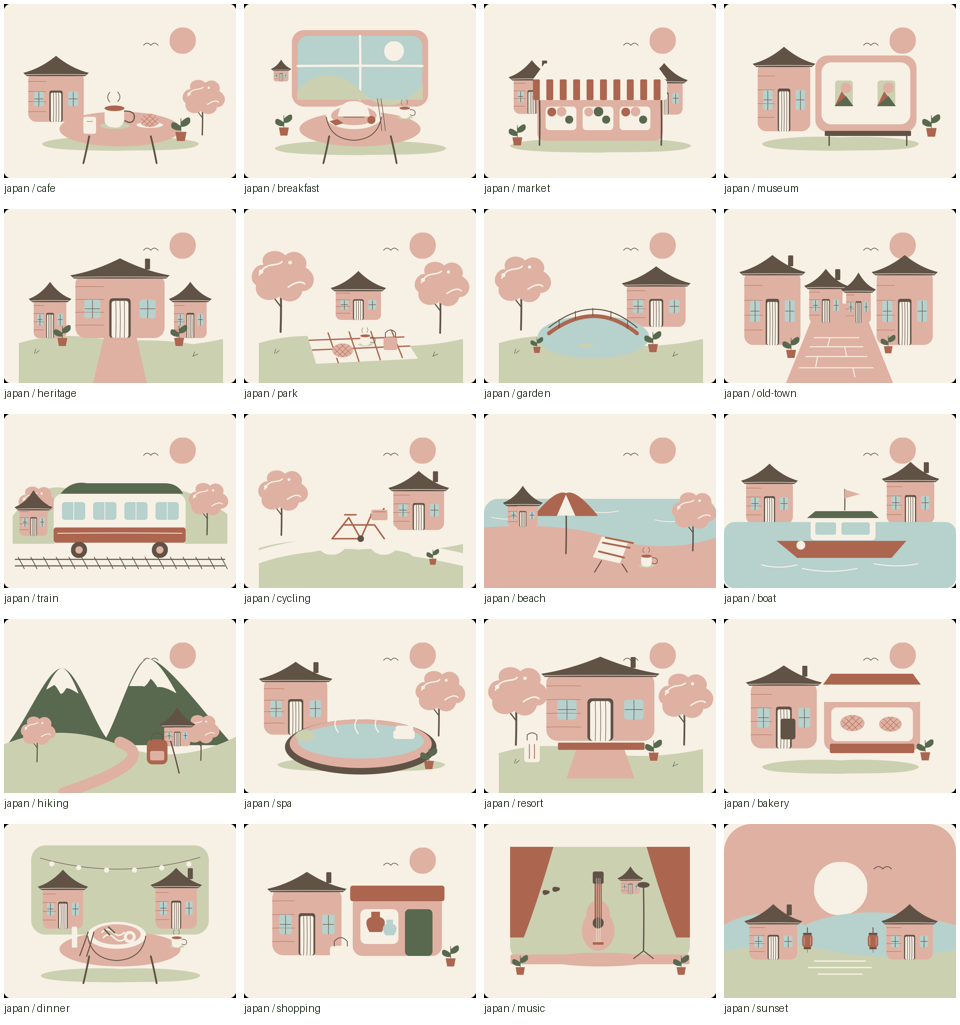 japan / cafe
japan / breakfast
japan / market
japan / museum
japan / heritage
japan / park
japan / garden
japan / old-town
japan / train
japan / cycling
japan / beach
japan / boat
japan / hiking
japan / spa
japan / resort
japan / bakery
japan / dinner
japan / shopping
japan / music
japan / sunset